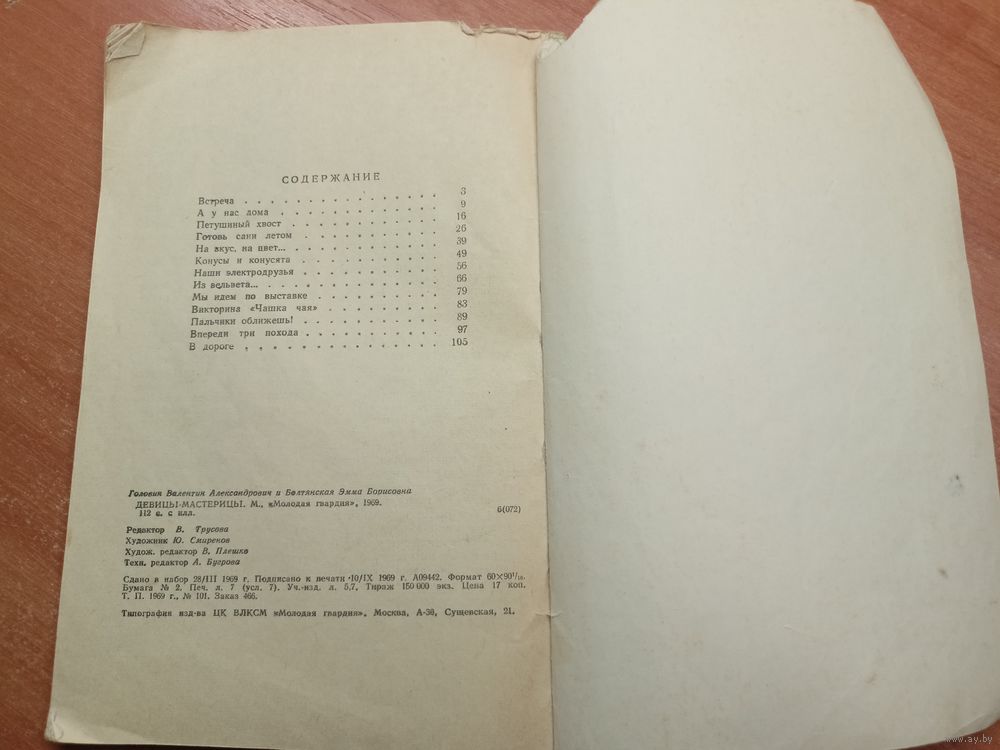 СОДЕРЖАНИЕ
Встреча . . . . . . . . . . . . . . . 3
А у нас дома . . . . . . . . . . . . 9
Петушиный хвост . . . . . . . . . . . 16
Готовь сани летом . . . . . . . . . . 26
На вкус, на цвет... . . . . . . . . . 39
Конусы и конусята . . . . . . . . . . 49
Наши электродрузья . . . . . . . . . 56
Из вельвета... . . . . . . . . . . . 66
Мы идем по выставке . . . . . . . . . 79
Викторина «Чашка чая» . . . . . . . . 83
Пальчики оближешь! . . . . . . . . . 89
Впереди три похода . . . . . . . . . 97
В дороге . . . . . . . . . . . . . . 105
Головин Валентин Александрович и Болтянская Эмма Борисовна
ДЕВИЦЫ-МАСТЕРИЦЫ. М., «Молодая гвардия», 1969.
112 с. с илл.
6(072)
Редактор В. Трусова
Художник Ю. Смирнов
Худож. редактор В. Плешко
Техн. редактор А. Бугрова
Сдано в набор 28/III 1969 г. Подписано к печати 10/IX 1969 г. А09442. Формат 60×90¹/₁₆.
Бумага № 2. Печ. л. 7 (усл. 7). Уч.-изд. л. 5,7. Тираж 150 000 экз. Цена 17 коп.
Т. П. 1969 г., № 101. Заказ 466.
Типография изд-ва ЦК ВЛКСМ «Молодая гвардия». Москва, А-30, Сущевская, 21.
www.ay.by